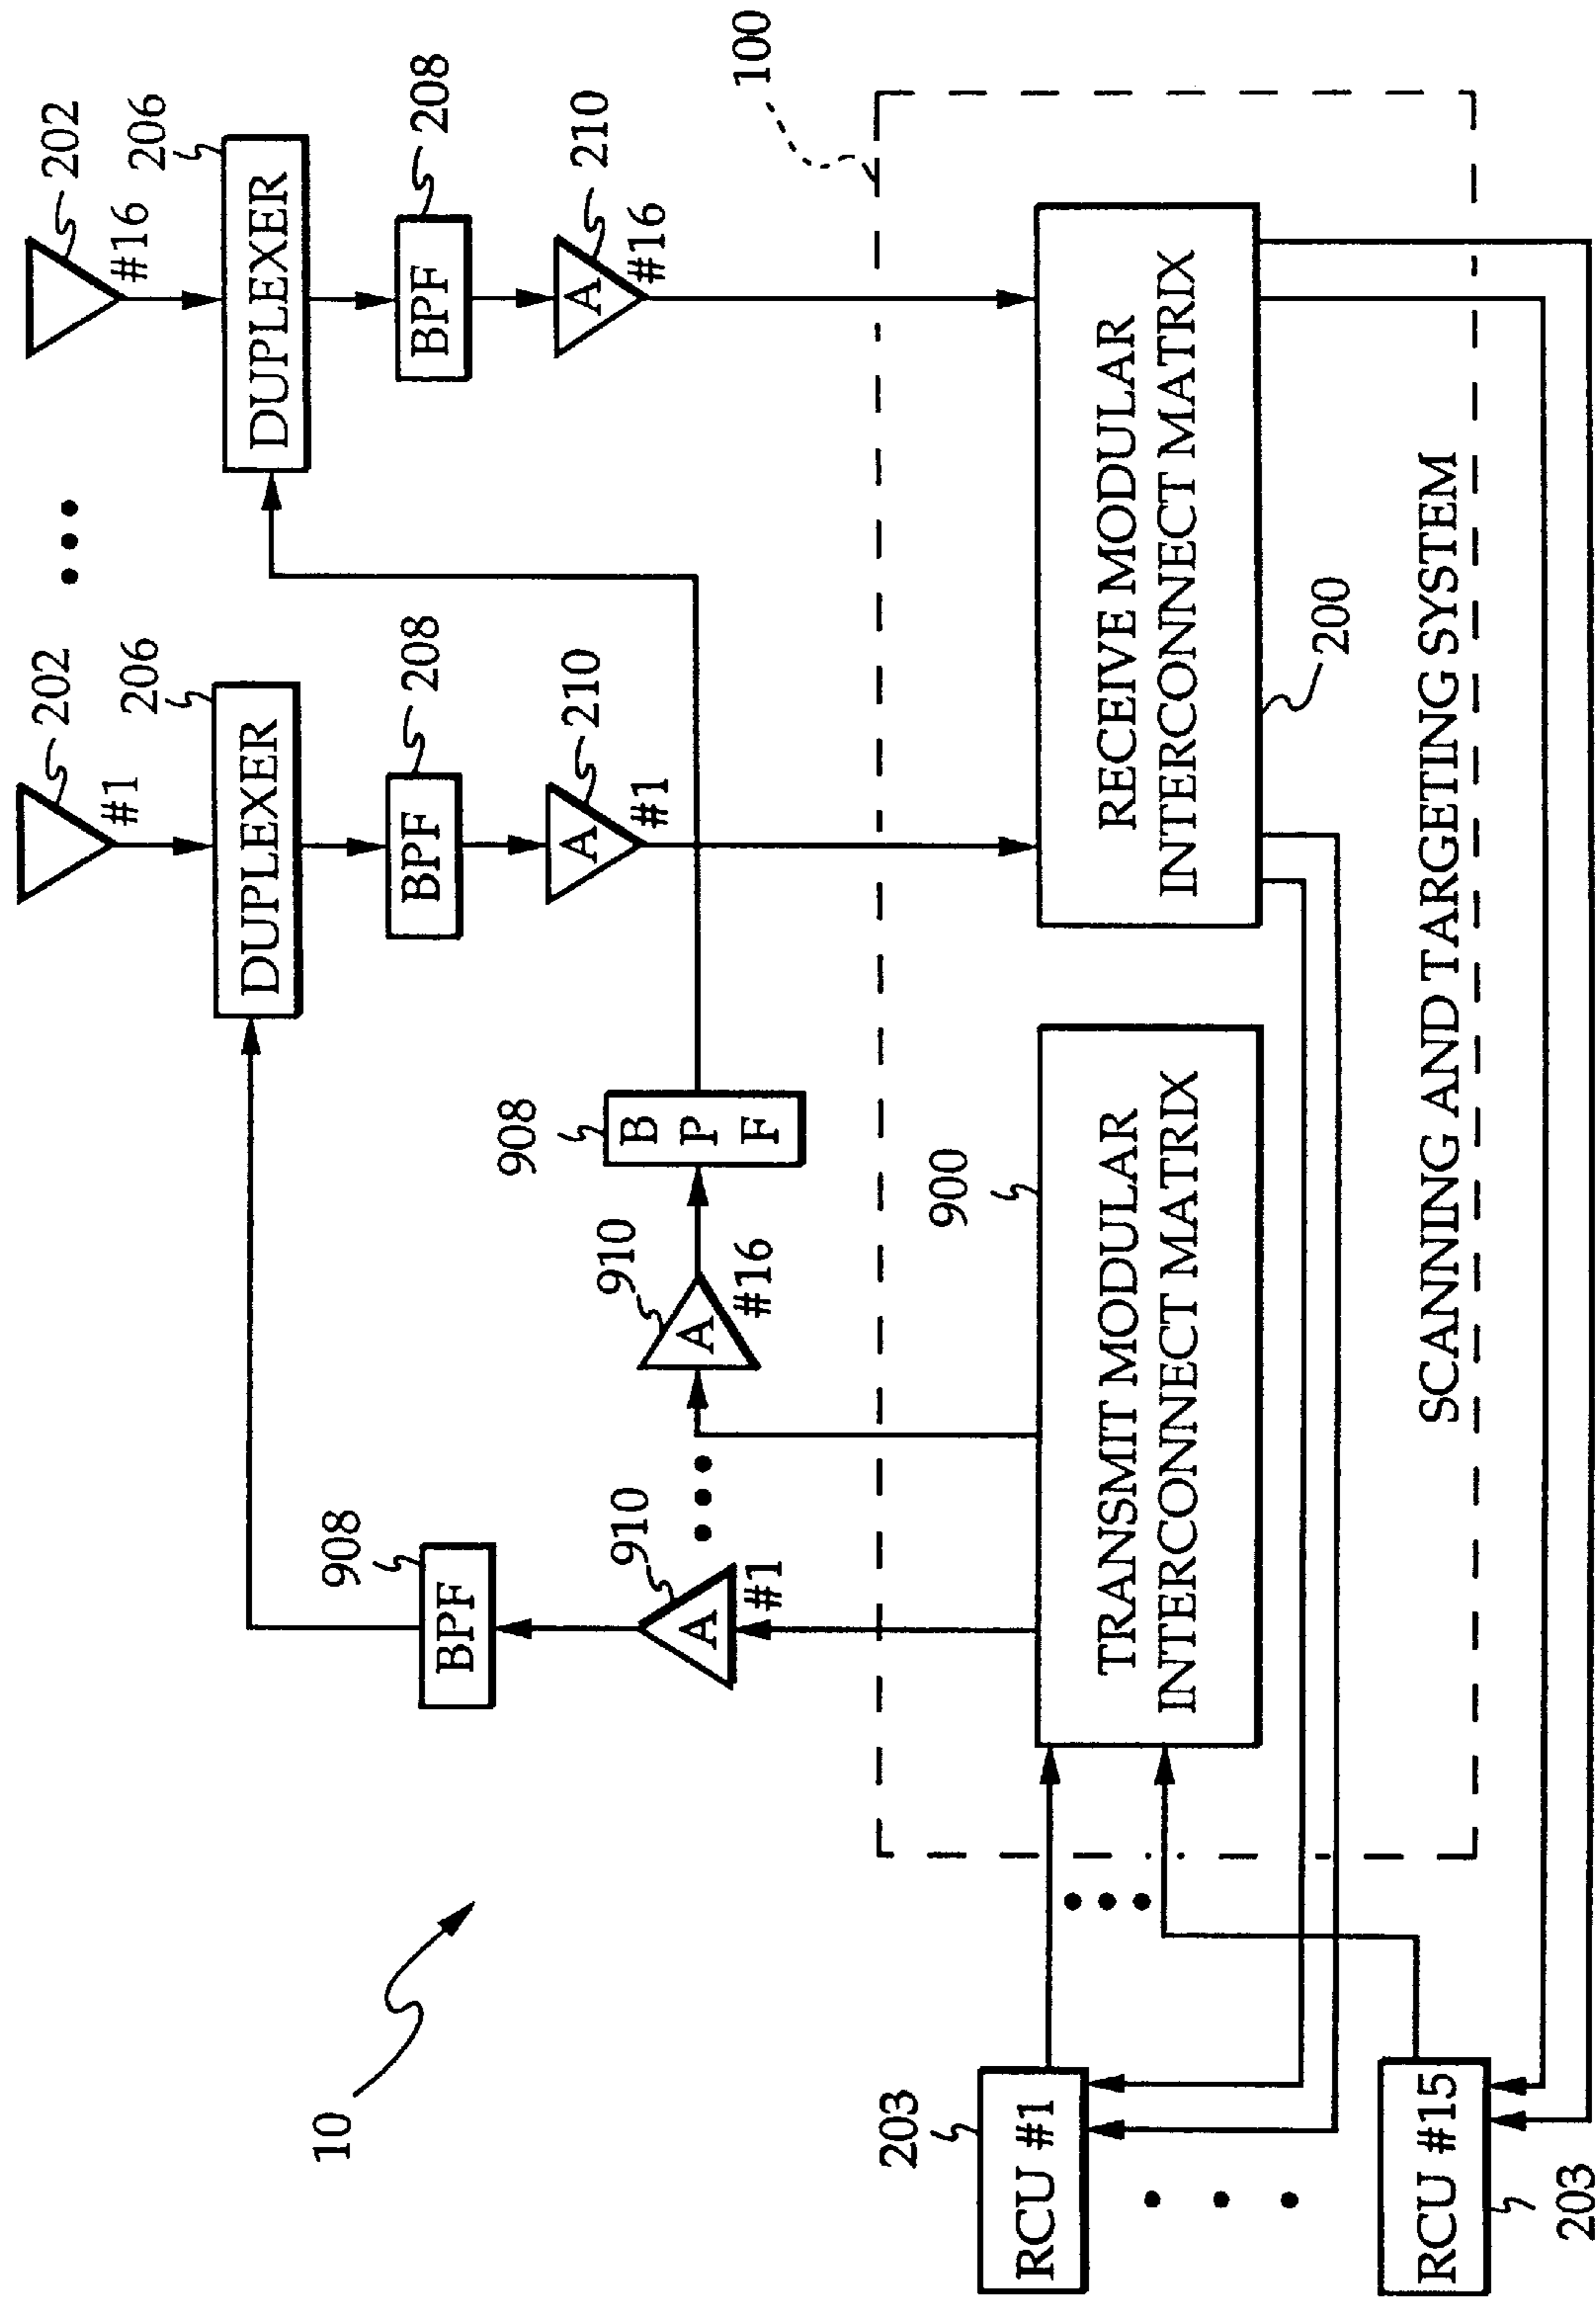 202
#1
206
DUPLEXER
208
BPF
210
A
#1
202
#16
206
DUPLEXER
208
BPF
210
A
#16
908
BPF
910
A
#1
910
A
#16
908
B
P
F
10
100
900
TRANSMIT MODULAR
INTERCONNECT MATRIX
RECEIVE MODULAR
INTERCONNECT MATRIX
200
SCANNING AND TARGETING SYSTEM
203
RCU #1
RCU #15
203